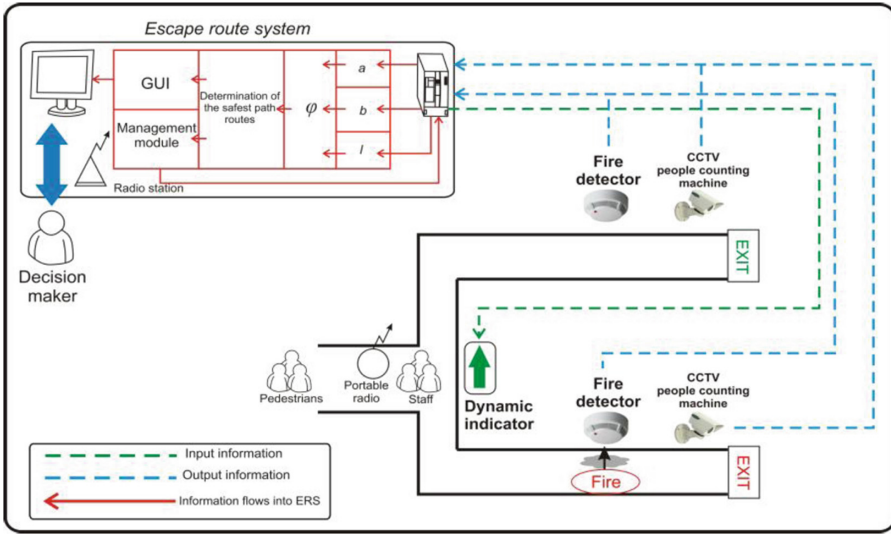 Escape route system
GUI
Management
module
Determination of
the safest path
routes
φ
a
b
l
Radio station
Decision
maker
Fire
detector
CCTV
people counting
machine
EXIT
Pedestrians
Portable
radio
Staff
Dynamic
indicator
Fire
detector
CCTV
people counting
machine
Fire
EXIT
Input information
Output information
Information flows into ERS